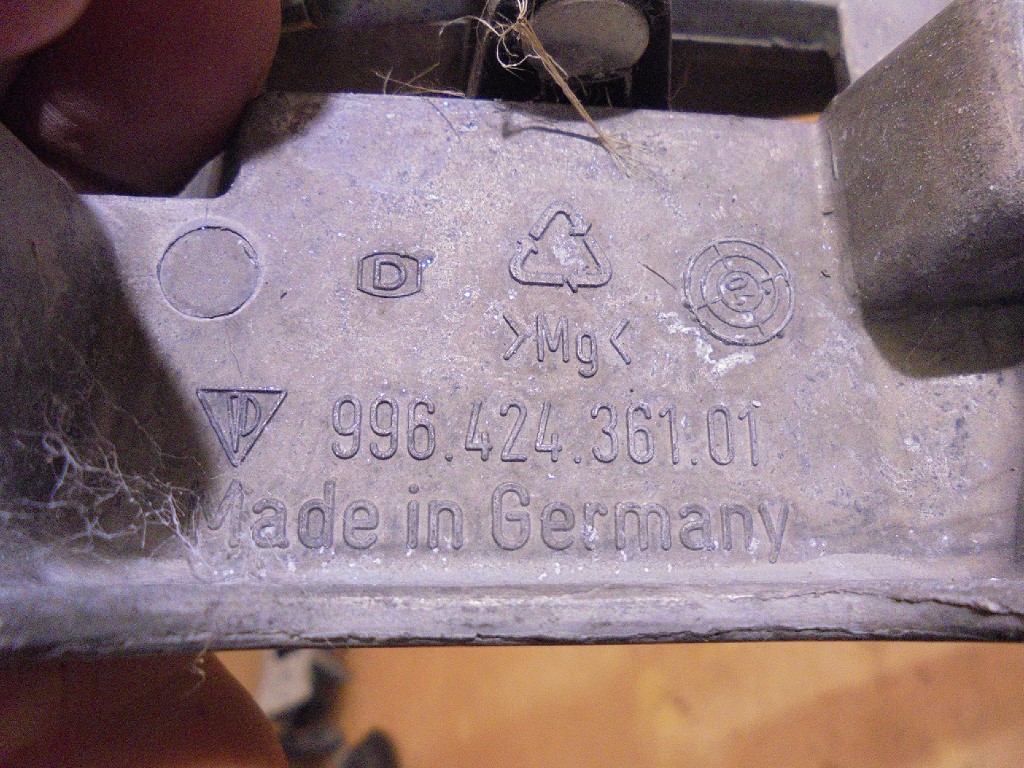 D
>Mg<
996.424.361.01
Made in Germany